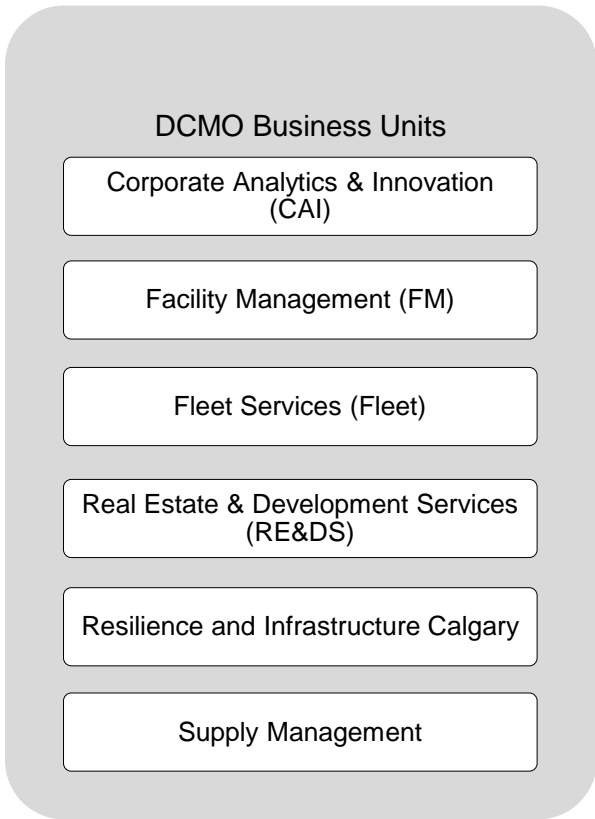 DCMO Business Units
Corporate Analytics & Innovation
(CAI)
Facility Management (FM)
Fleet Services (Fleet)
Real Estate & Development Services
(RE&DS)
Resilience and Infrastructure Calgary
Supply Management